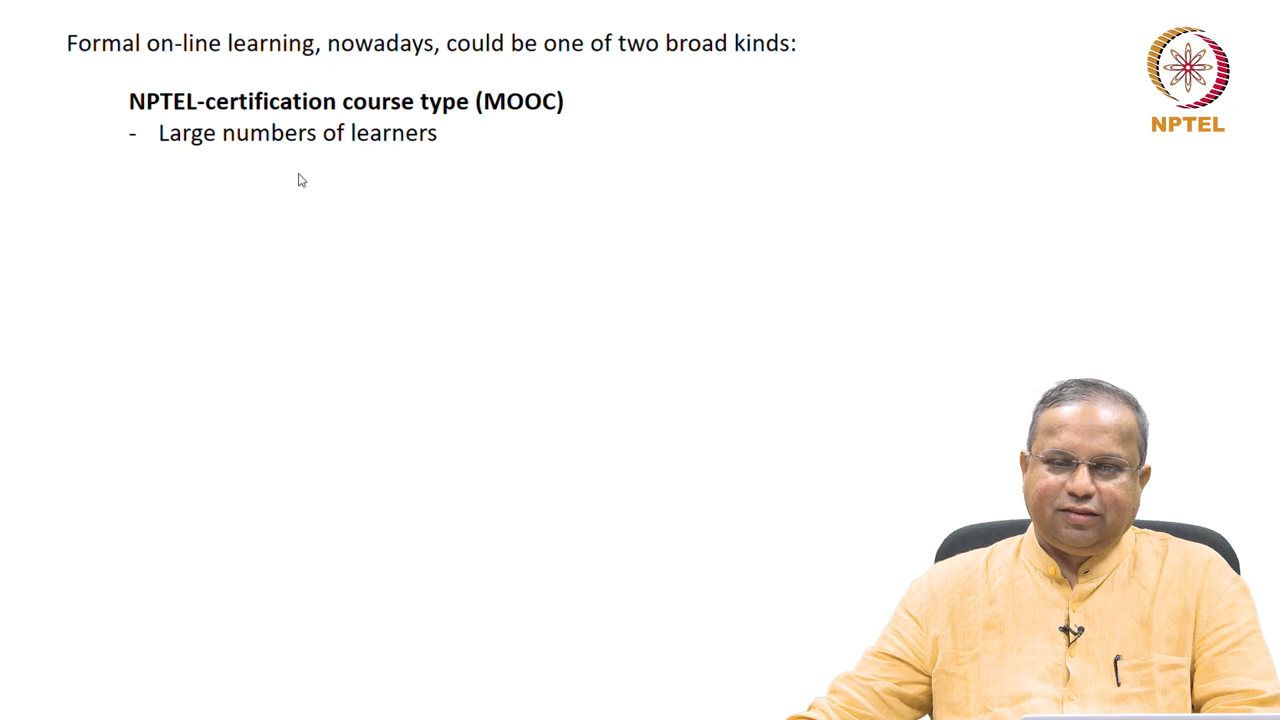 Formal on-line learning, nowadays, could be one of two broad kinds:
NPTEL-certification course type (MOOC)
- Large numbers of learners
NPTEL